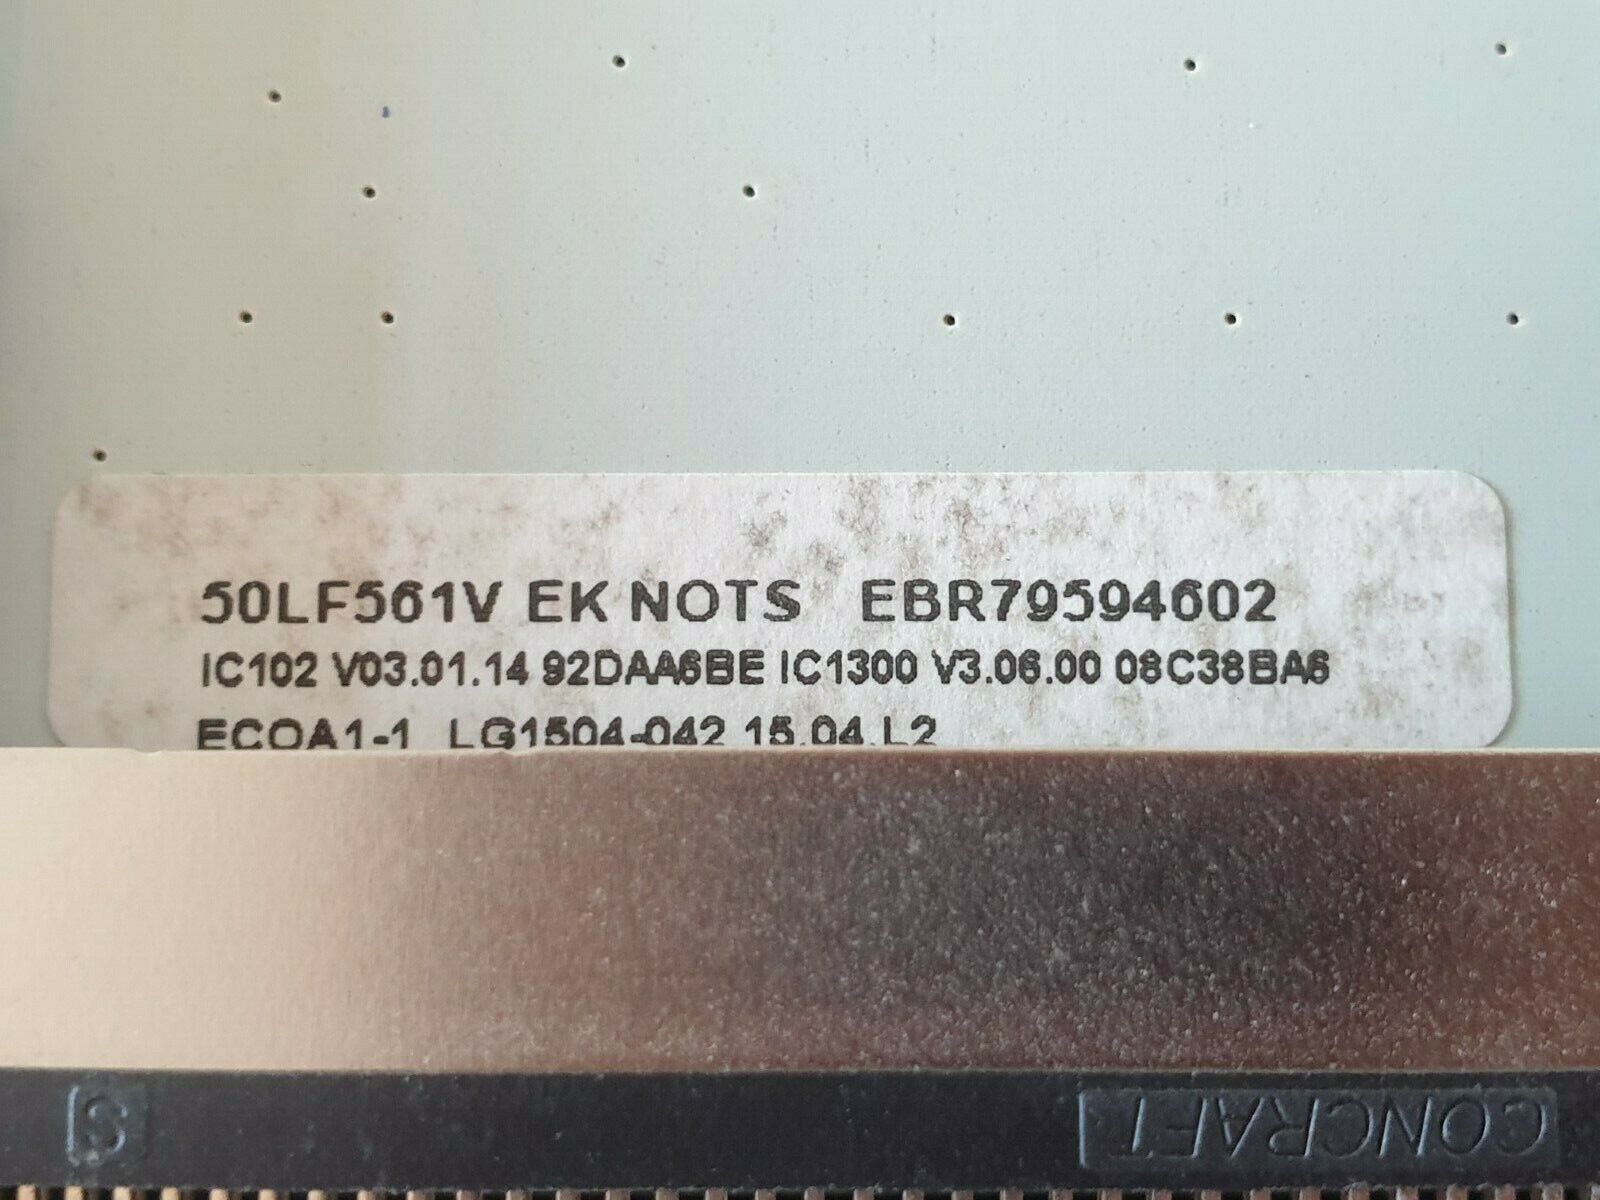 50LF561V EK NOTS EBR79594602
IC102 V03.01.14 92DAA6BE IC1300 V3.06.00 08C38BA6
ECOA1-1 LG1504-042 15.04.L2
S CONCRAFT